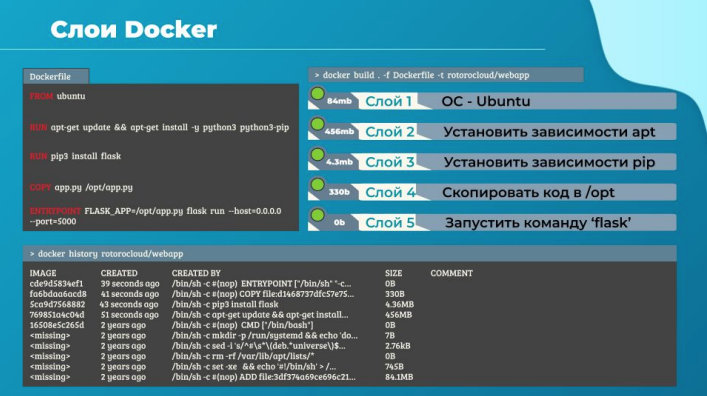 Слои Docker
Dockerfile
FROM ubuntu
RUN apt-get update && apt-get install -y python3 python3-pip
RUN pip3 install flask
COPY app.py /opt/app.py
ENTRYPOINT FLASK_APP=/opt/app.py flask run --host=0.0.0.0
--port=5000
> docker build . -f Dockerfile -t rotorocloud/webapp
84mb Слой 1 ОС - Ubuntu
456mb Слой 2 Установить зависимости apt
4.3mb Слой 3 Установить зависимости pip
330b Слой 4 Скопировать код в /opt
0b Слой 5 Запустить команду ‘flask’
> docker history rotorocloud/webapp
IMAGE CREATED CREATED BY SIZE COMMENT
cde9d5834ef1 39 seconds ago /bin/sh -c #(nop) ENTRYPOINT ["/bin/sh" "-c... 0B
fa6bdaa6acd8 41 seconds ago /bin/sh -c #(nop) COPY file:d1468737dfc57e75... 330B
5ca9d7568882 43 seconds ago /bin/sh -c pip3 install flask 4.36MB
769851a4c04d 51 seconds ago /bin/sh -c apt-get update && apt-get install... 456MB
16508e5c265d 2 years ago /bin/sh -c #(nop) CMD ["/bin/bash"] 0B
<missing> 2 years ago /bin/sh -c mkdir -p /run/systemd && echo 'do... 7B
<missing> 2 years ago /bin/sh -c sed -i 's/^#\s*\(deb.*universe\)$... 2.76kB
<missing> 2 years ago /bin/sh -c rm -rf /var/lib/apt/lists/* 0B
<missing> 2 years ago /bin/sh -c set -xe && echo '#!/bin/sh' > /... 745B
<missing> 2 years ago /bin/sh -c #(nop) ADD file:3df374a69ce696c21... 84.1MB